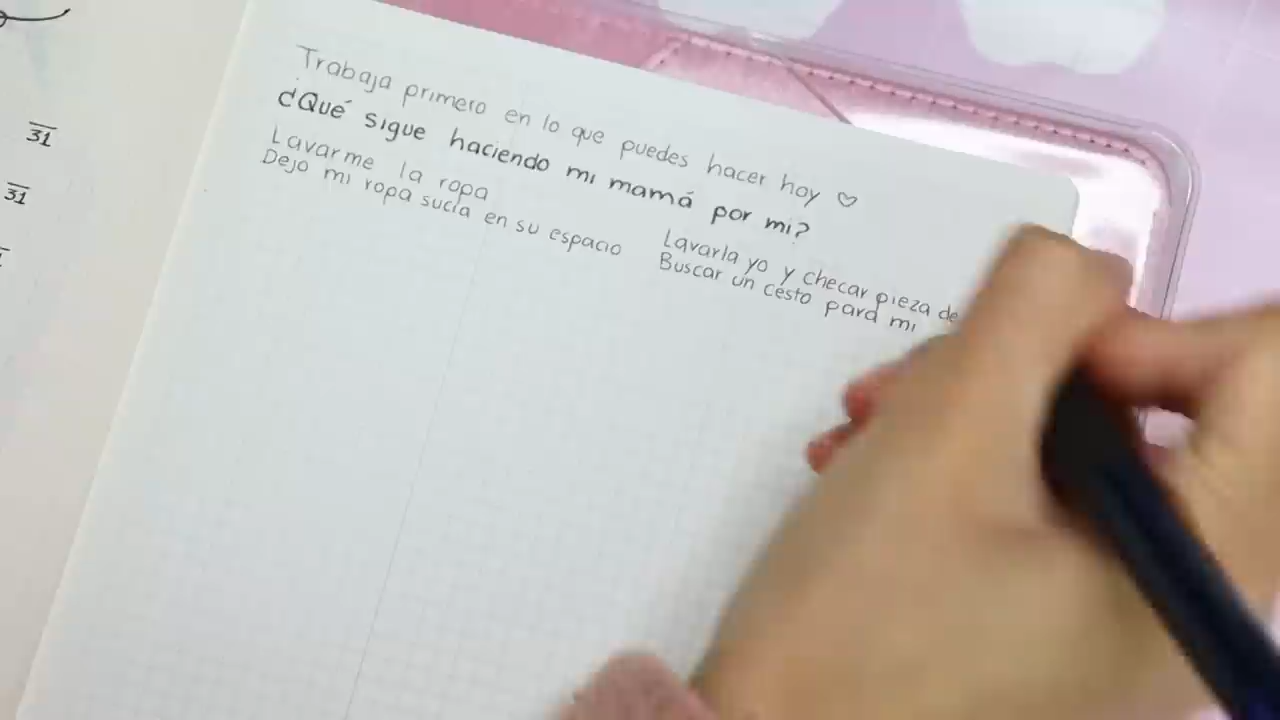 31
31
Trabaja primero en lo que puedes hacer hoy ♡
¿Qué sigue haciendo mi mamá por mi?
Lavarme la ropa
Dejo mi ropa sucia en su espacio
Lavarla yo y checar pieza de
Buscar un cesto para mi